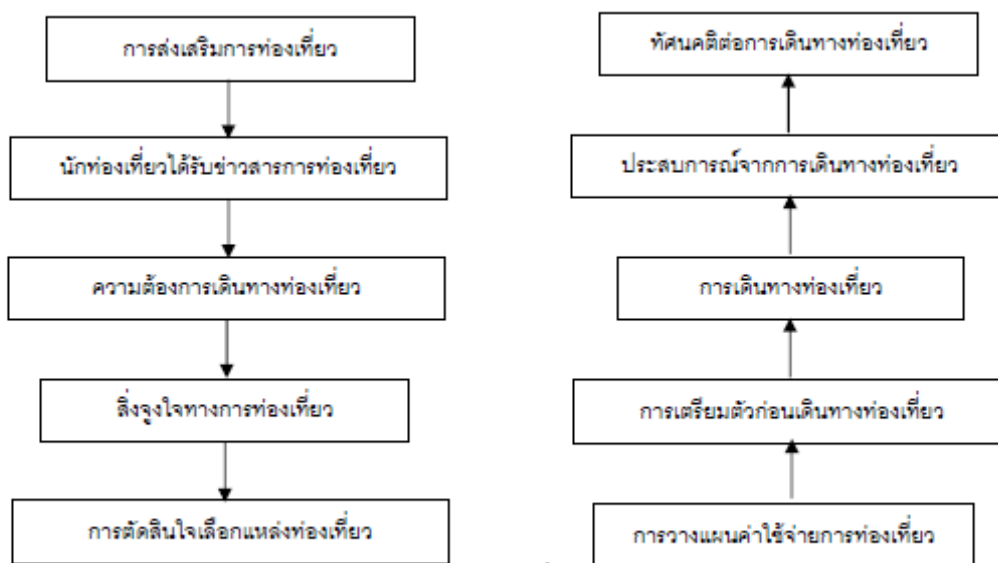 การส่งเสริมการท่องเที่ยว
นักท่องเที่ยวได้รับข่าวสารการท่องเที่ยว
ความต้องการเดินทางท่องเที่ยว
สิ่งจูงใจทางการท่องเที่ยว
การตัดสินใจเลือกแหล่งท่องเที่ยว
ทัศนคติต่อการเดินทางท่องเที่ยว
ประสบการณ์จากการเดินทางท่องเที่ยว
การเดินทางท่องเที่ยว
การเตรียมตัวก่อนเดินทางท่องเที่ยว
การวางแผนค่าใช้จ่ายการท่องเที่ยว